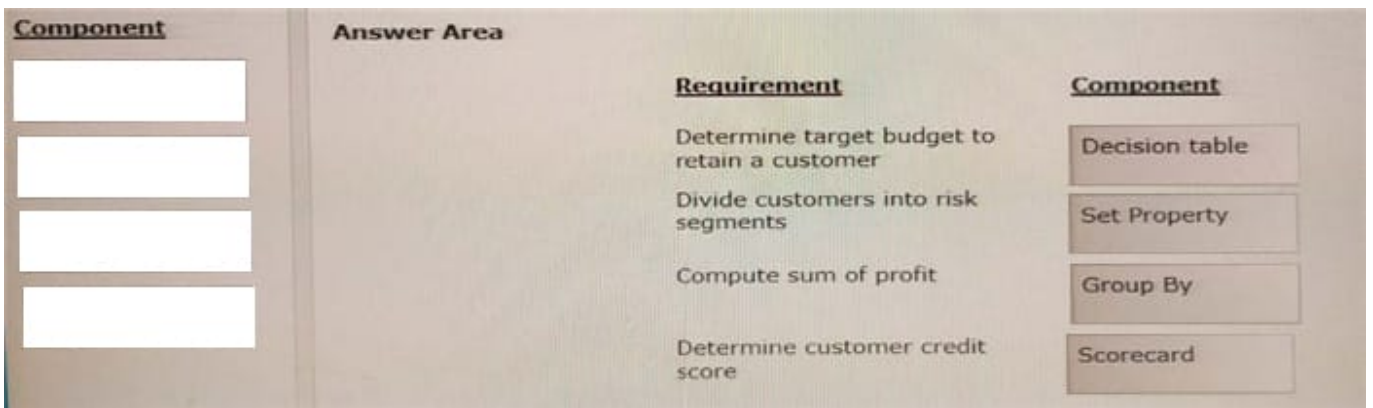 Component
Answer Area
Requirement
Component
Determine target budget to
retain a customer
Decision table
Divide customers into risk
segments
Set Property
Compute sum of profit
Group By
Determine customer credit
score
Scorecard